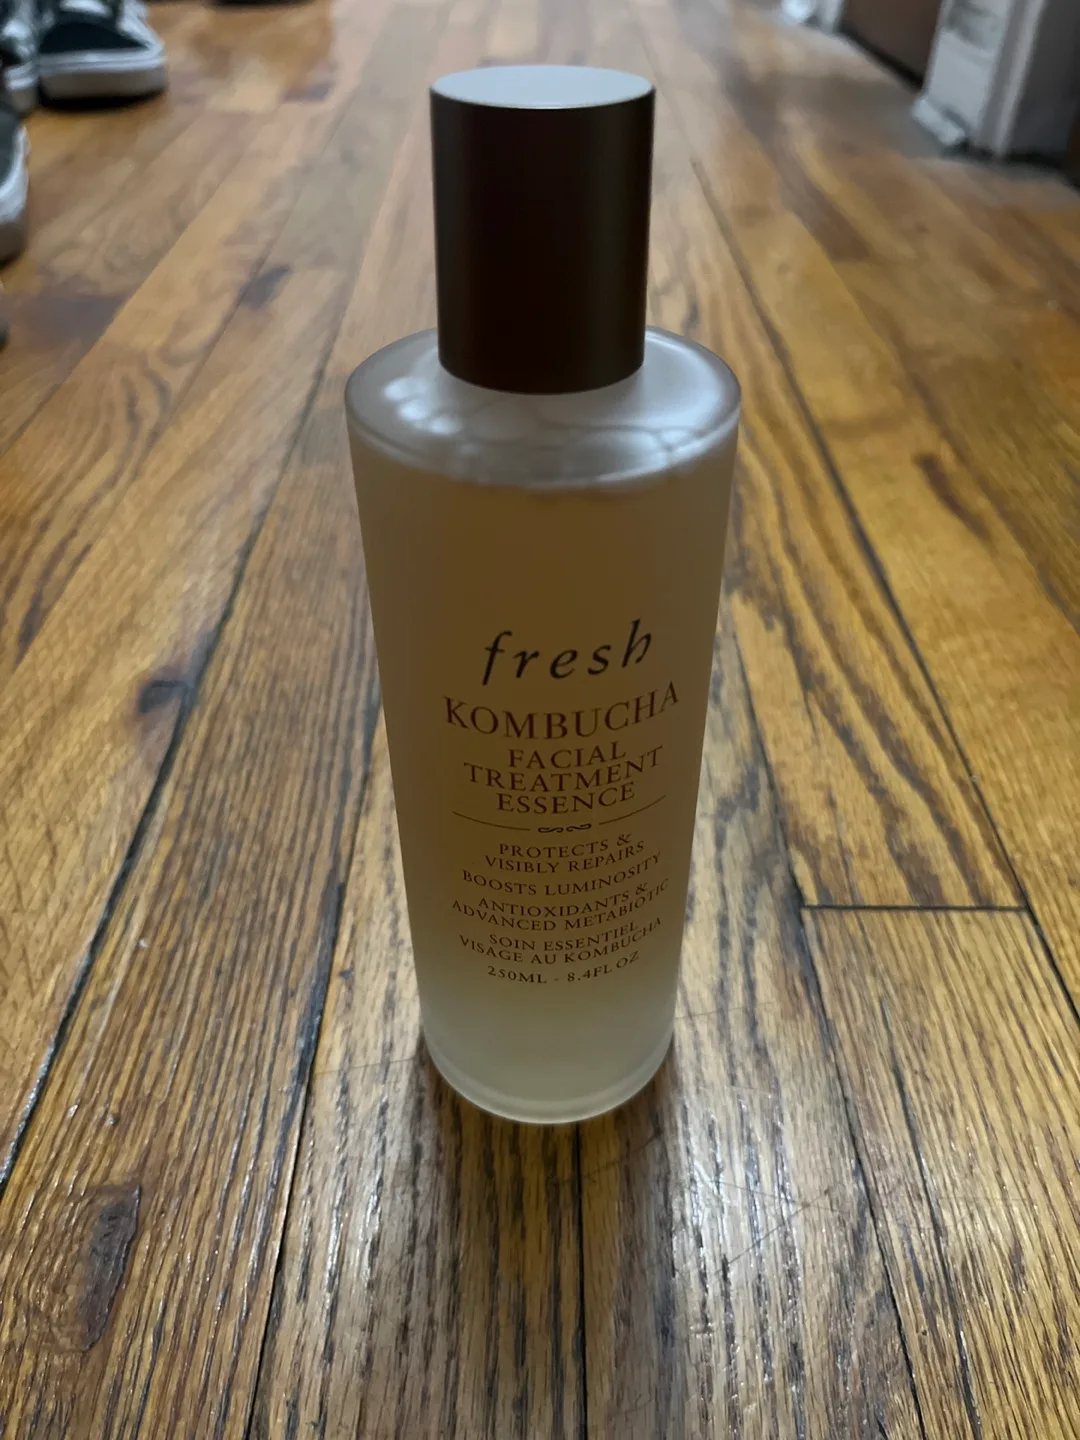 fresh
KOMBUCHA
FACIAL
TREATMENT
ESSENCE
PROTECTS &
VISIBLY REPAIRS
BOOSTS LUMINOSITY
ANTIOXIDANTS &
ADVANCED METABIOTIC
SOIN ESSENTIEL
VISAGE AU KOMBUCHA
250ML - 8.4FL OZ